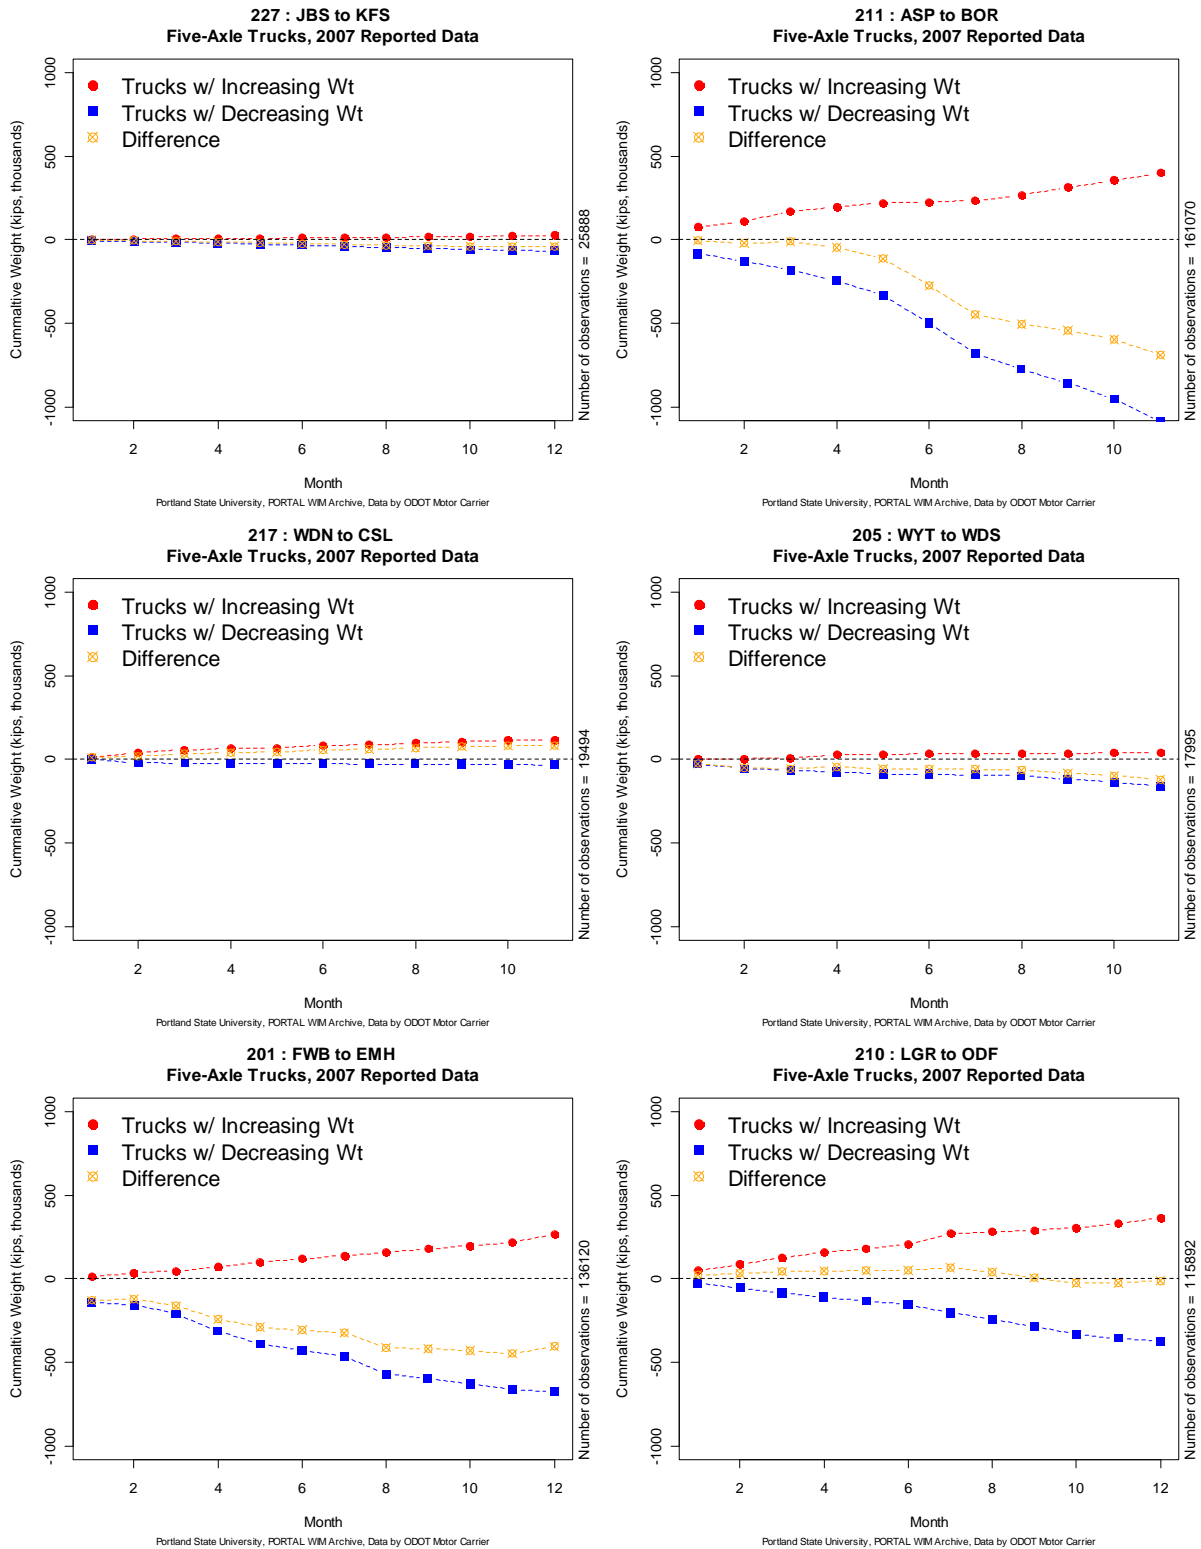 227 : JBS to KFS
Five-Axle Trucks, 2007 Reported Data
Cummaltive Weight (kips, thousands)
1000
500
0
-500
-1000
Trucks w/ Increasing Wt
Trucks w/ Decreasing Wt
Difference
Number of observations = 25888
2 4 6 8 10 12
Month
Portland State University, PORTAL WIM Archive, Data by ODOT Motor Carrier
211 : ASP to BOR
Five-Axle Trucks, 2007 Reported Data
Cummaltive Weight (kips, thousands)
1000
500
0
-500
-1000
Trucks w/ Increasing Wt
Trucks w/ Decreasing Wt
Difference
Number of observations = 161070
2 4 6 8 10
Month
Portland State University, PORTAL WIM Archive, Data by ODOT Motor Carrier
217 : WDN to CSL
Five-Axle Trucks, 2007 Reported Data
Cummaltive Weight (kips, thousands)
1000
500
0
-500
-1000
Trucks w/ Increasing Wt
Trucks w/ Decreasing Wt
Difference
Number of observations = 19494
2 4 6 8 10
Month
Portland State University, PORTAL WIM Archive, Data by ODOT Motor Carrier
205 : WYT to WDS
Five-Axle Trucks, 2007 Reported Data
Cummaltive Weight (kips, thousands)
1000
500
0
-500
-1000
Trucks w/ Increasing Wt
Trucks w/ Decreasing Wt
Difference
Number of observations = 17995
2 4 6 8 10
Month
Portland State University, PORTAL WIM Archive, Data by ODOT Motor Carrier
201 : FWB to EMH
Five-Axle Trucks, 2007 Reported Data
Cummaltive Weight (kips, thousands)
1000
500
0
-500
-1000
Trucks w/ Increasing Wt
Trucks w/ Decreasing Wt
Difference
Number of observations = 136120
2 4 6 8 10 12
Month
Portland State University, PORTAL WIM Archive, Data by ODOT Motor Carrier
210 : LGR to ODF
Five-Axle Trucks, 2007 Reported Data
Cummaltive Weight (kips, thousands)
1000
500
0
-500
-1000
Trucks w/ Increasing Wt
Trucks w/ Decreasing Wt
Difference
Number of observations = 115892
2 4 6 8 10 12
Month
Portland State University, PORTAL WIM Archive, Data by ODOT Motor Carrier